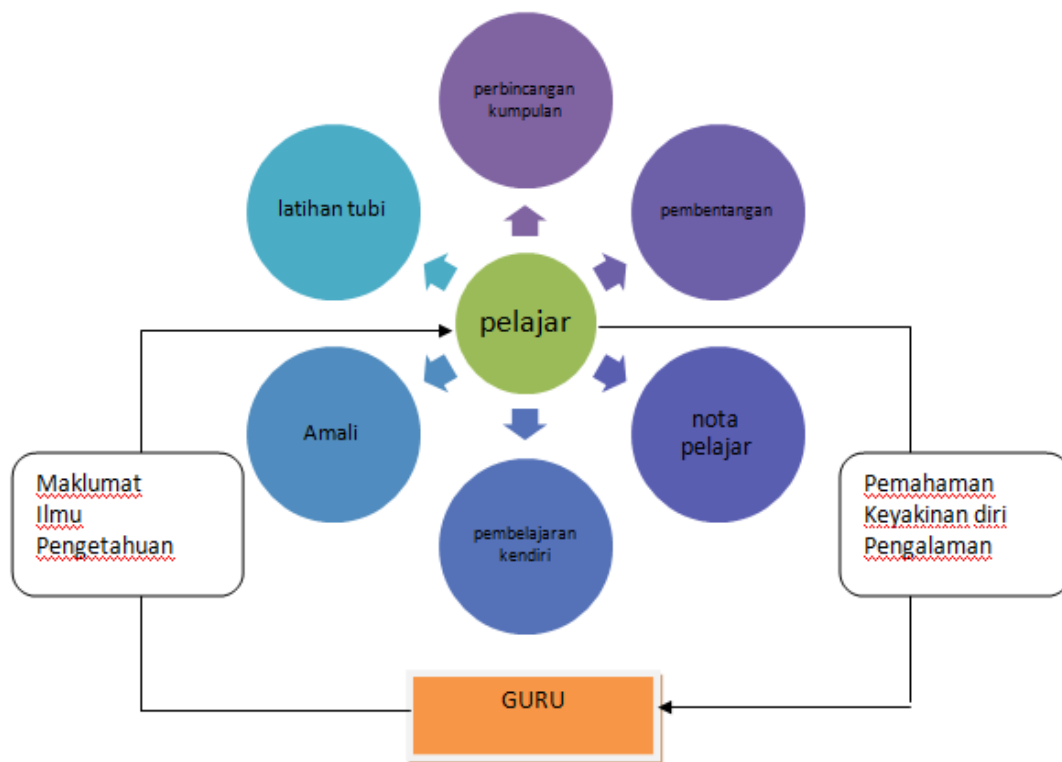 perbincangan
kumpulan
latihan tubi
pembentangan
pelajar
Amali
nota
pelajar
Maklumat
Ilmu
Pengetahuan
Pemahaman
Keyakinan diri
Pengalaman
pembelajaran
kendiri
GURU